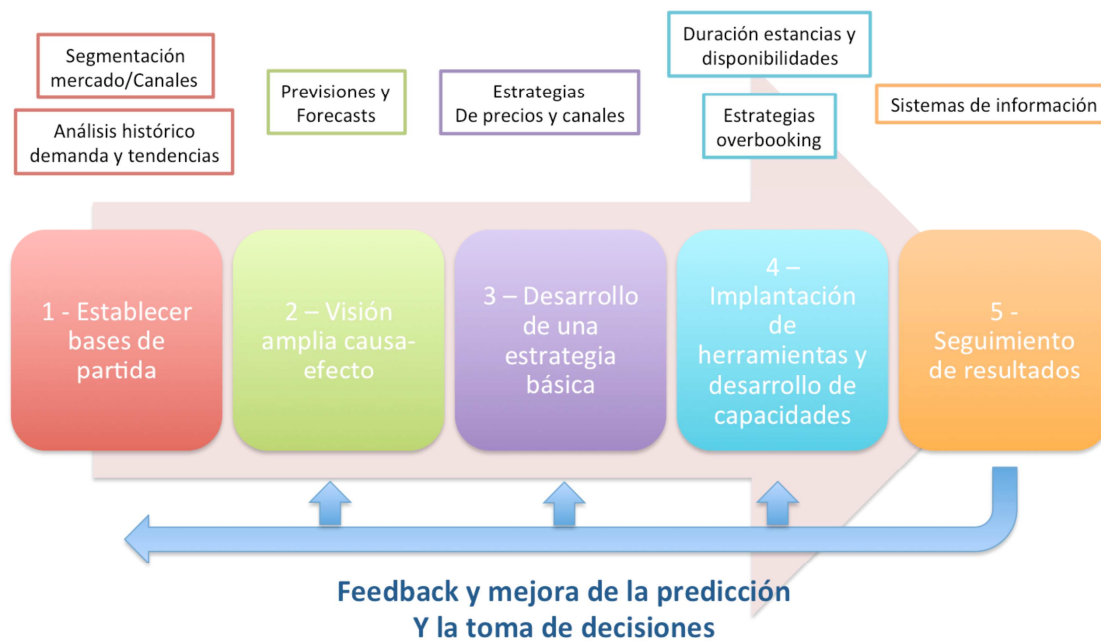 Segmentación
mercado/Canales
Análisis histórico
demanda y tendencias
Previsiones y
Forecasts
Estrategias
De precios y canales
Duración estancias y
disponibilidades
Estrategias
overbooking
Sistemas de información
1 - Establecer
bases de
partida
2 – Visión
amplia causa-
efecto
3 – Desarrollo
de una
estrategia
básica
4 –
Implantación
de
herramientas y
desarrollo de
capacidades
5 -
Seguimiento
de resultados
Feedback y mejora de la predicción
Y la toma de decisiones